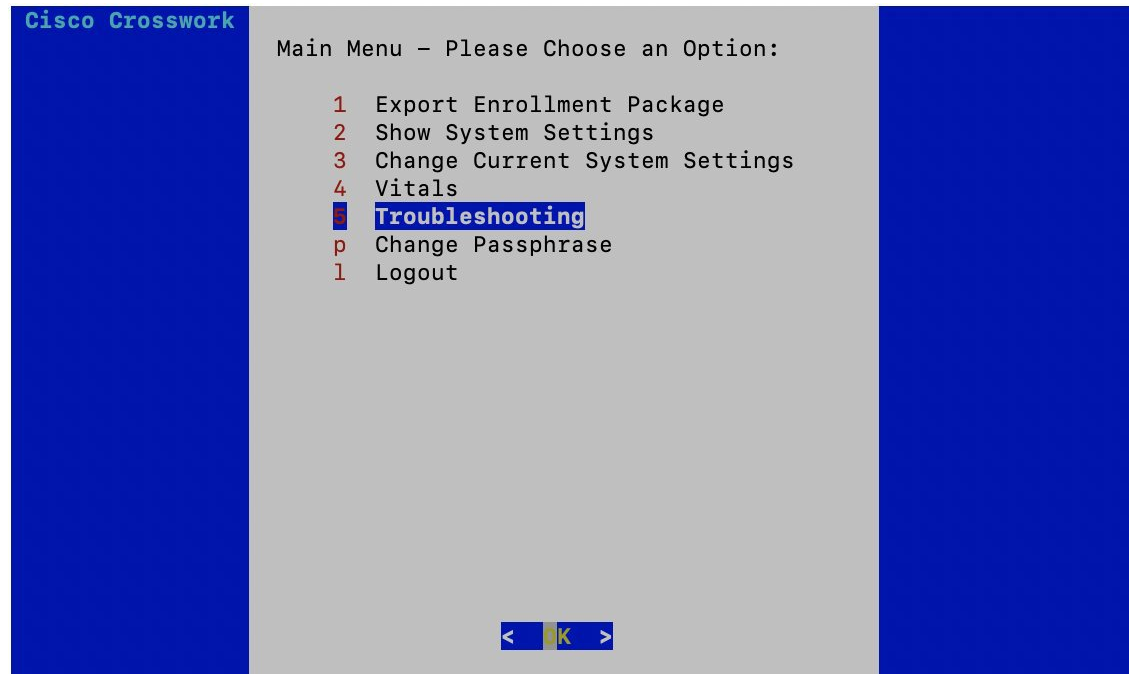 Cisco Crosswork
Main Menu – Please Choose an Option:
1 Export Enrollment Package
2 Show System Settings
3 Change Current System Settings
4 Vitals
5 Troubleshooting
p Change Passphrase
l Logout
< OK >